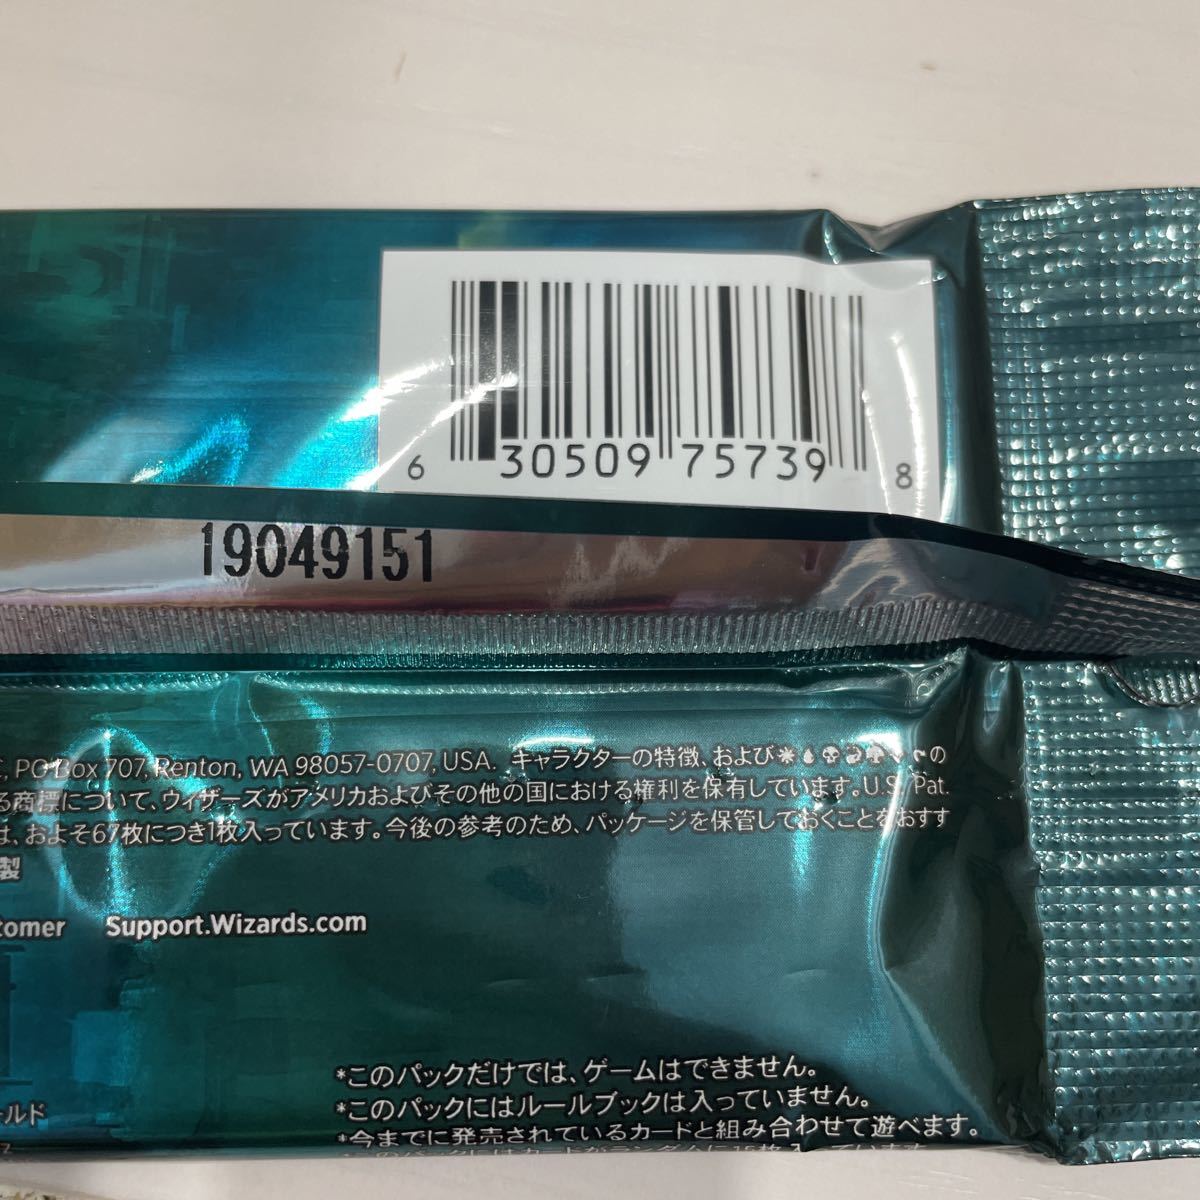 6 30509 75739 8
19049151
PO Box 707, Renton, WA 98057-0707, USA. キャラクターの特徴、および の
る商標について、ウィザーズがアメリカおよびその他の国における権利を保有しています。U.S. Pat.
は、およそ67枚につき1枚入っています。今後の参考のため、パッケージを保管しておくことをおすす
製
Support.Wizards.com
*このパックだけでは、ゲームはできません。
*このパックにはルールブックは入っていません。
ールド
*今までに発売されているカードと組み合わせて遊べます。